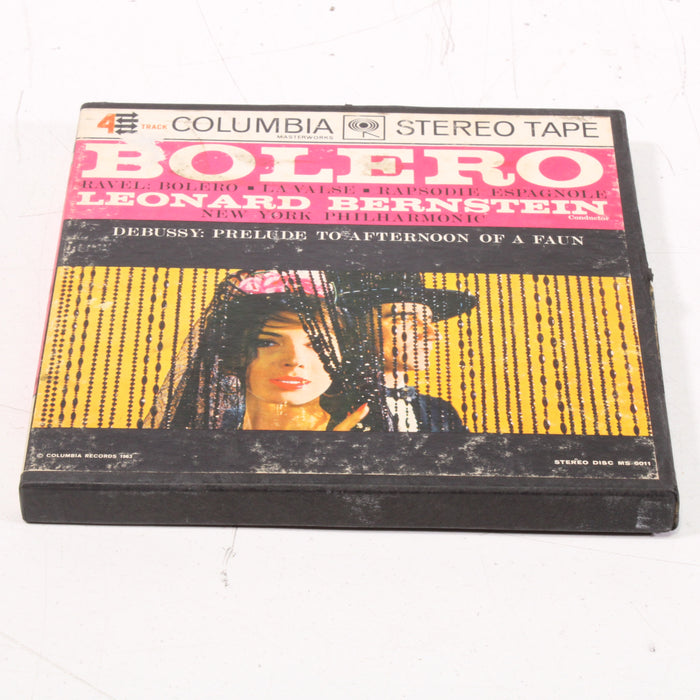 4 TRACK COLUMBIA STEREO TAPE
MASTERWORKS
BOLERO
RAVEL: BOLERO ▪ LA VALSE ▪ RAPSODIE ESPAGNOLE
LEONARD BERNSTEIN
Conductor
NEW YORK PHILHARMONIC
DEBUSSY: PRELUDE TO AFTERNOON OF A FAUN
© COLUMBIA RECORDS 1963 STEREO DISC MS 6011